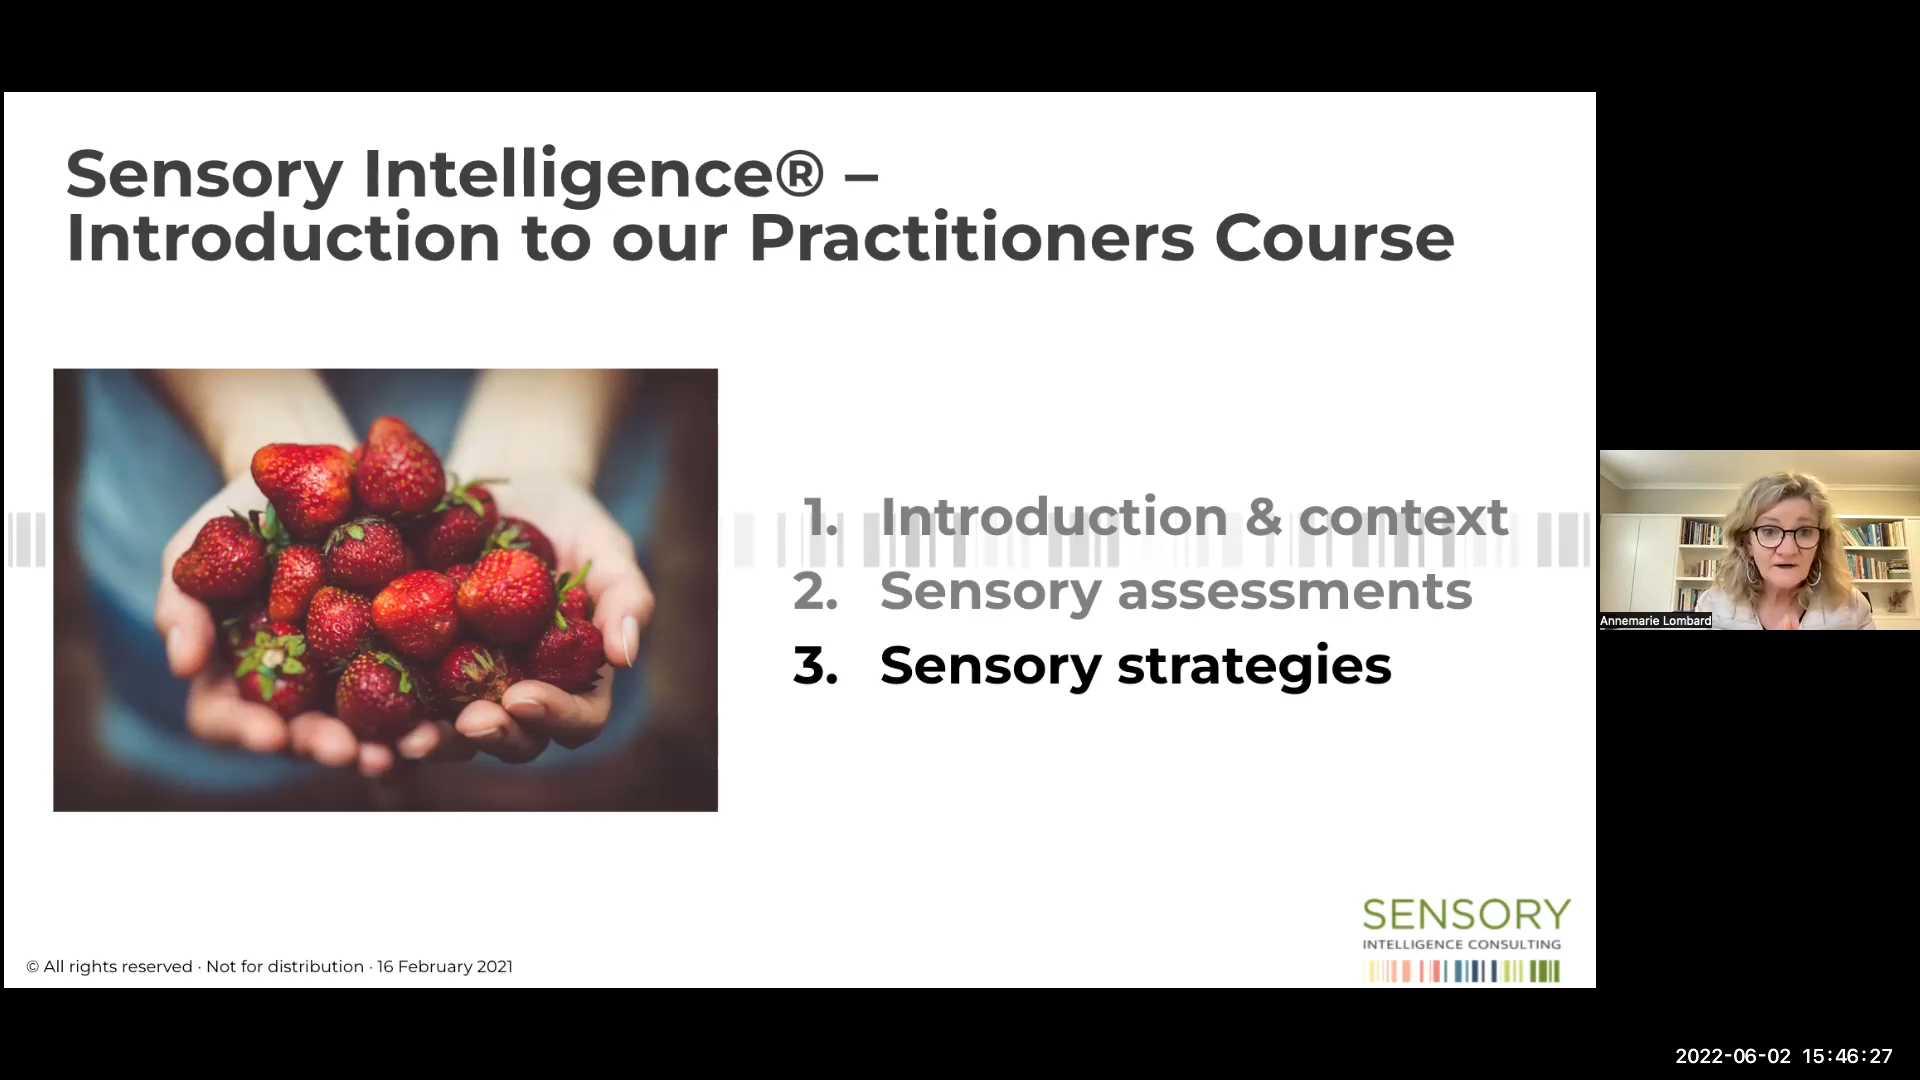 Sensory Intelligence® –
Introduction to our Practitioners Course
1. Introduction & context
2. Sensory assessments
3. Sensory strategies
Annemarie Lombard
SENSORY
INTELLIGENCE CONSULTING
© All rights reserved · Not for distribution · 16 February 2021
2022-06-02 15:46:27